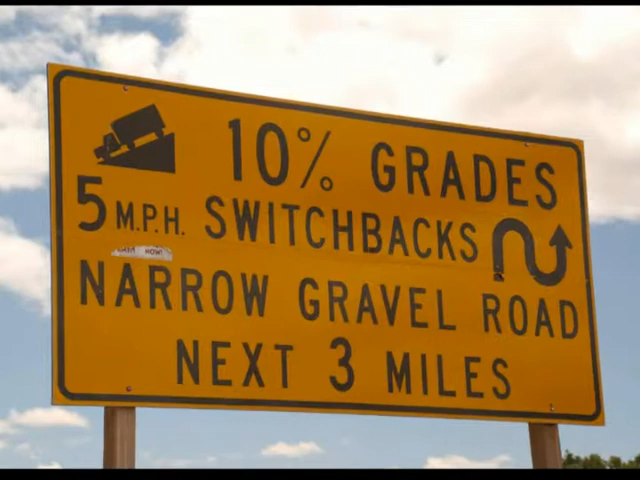 10% GRADES
5 M.P.H. SWITCHBACKS
NARROW GRAVEL ROAD
NEXT 3 MILES